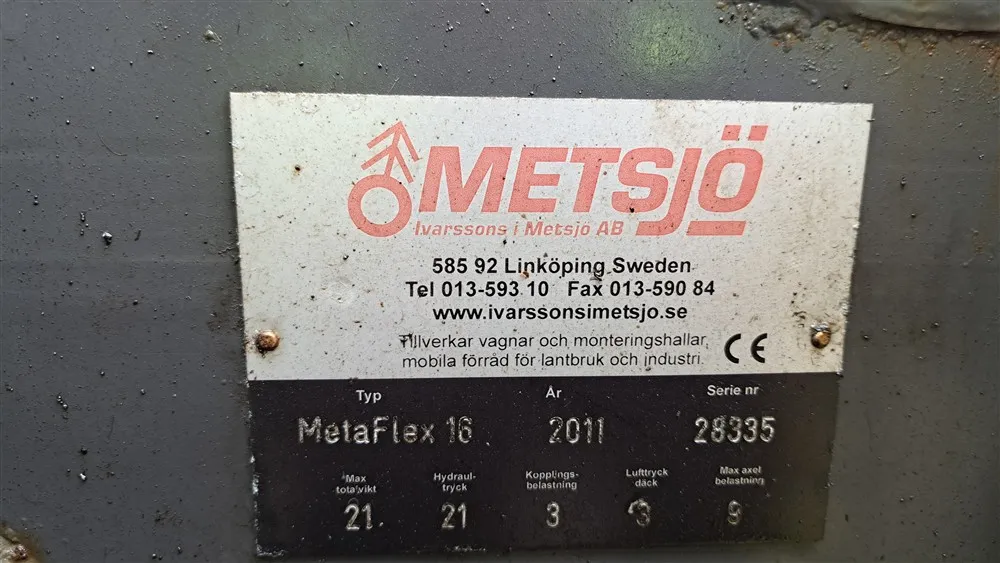 METSJÖ
Ivarssons i Metsjö AB
585 92 Linköping Sweden
Tel 013-593 10 Fax 013-590 84
www.ivarssonsimetsjo.se
Tillverkar vagnar och monteringshallar,
mobila förråd för lantbruk och industri.
CE
Typ År Serie nr
MetaFlex 16 2011 28335
Max totalvikt Hydraul-tryck Kopplings-belastning Lufttryck däck Max axel belastning
21 21 3 3 9